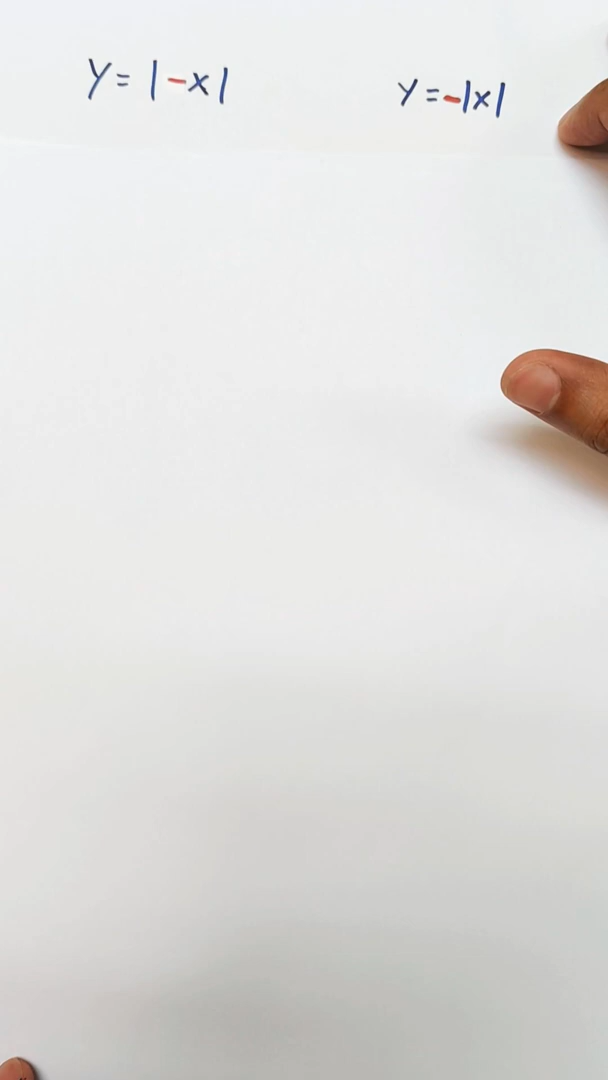 y = |-x|
y = -|x|